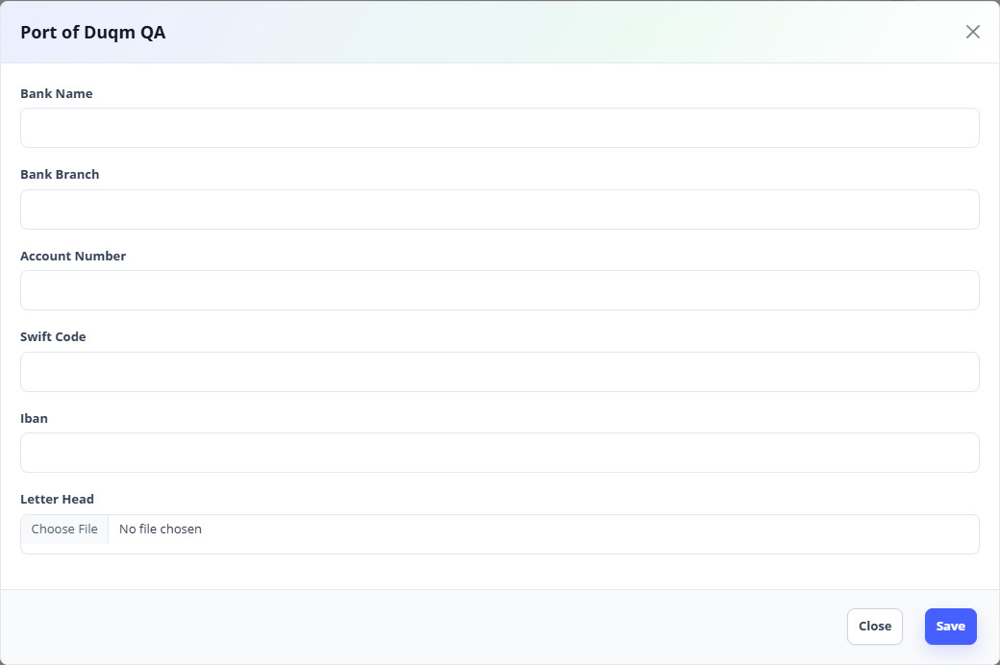 Port of Duqm QA
Bank Name
Bank Branch
Account Number
Swift Code
Iban
Letter Head
Choose File No file chosen
Close Save